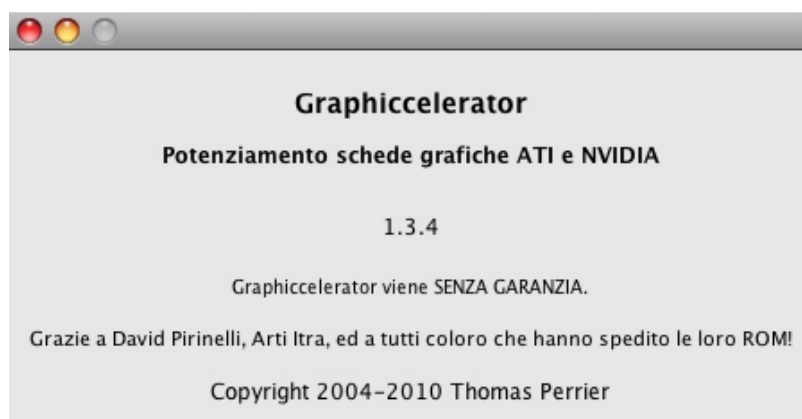 Graphiccelerator
Potenziamento schede grafiche ATI e NVIDIA
1.3.4
Graphiccelerator viene SENZA GARANZIA.
Grazie a David Pirinelli, Arti Itra, ed a tutti coloro che hanno spedito le loro ROM!
Copyright 2004-2010 Thomas Perrier